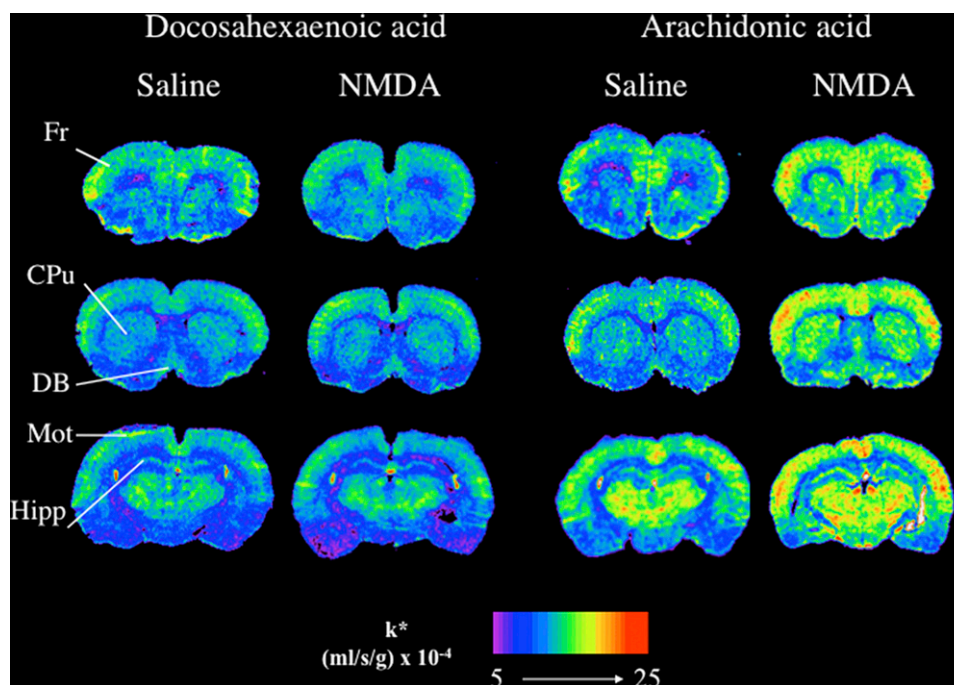 Docosahexaenoic acid Arachidonic acid
Saline NMDA Saline NMDA
Fr
CPu
DB
Mot
Hipp
k*
(ml/s/g) x 10⁻⁴
5 25